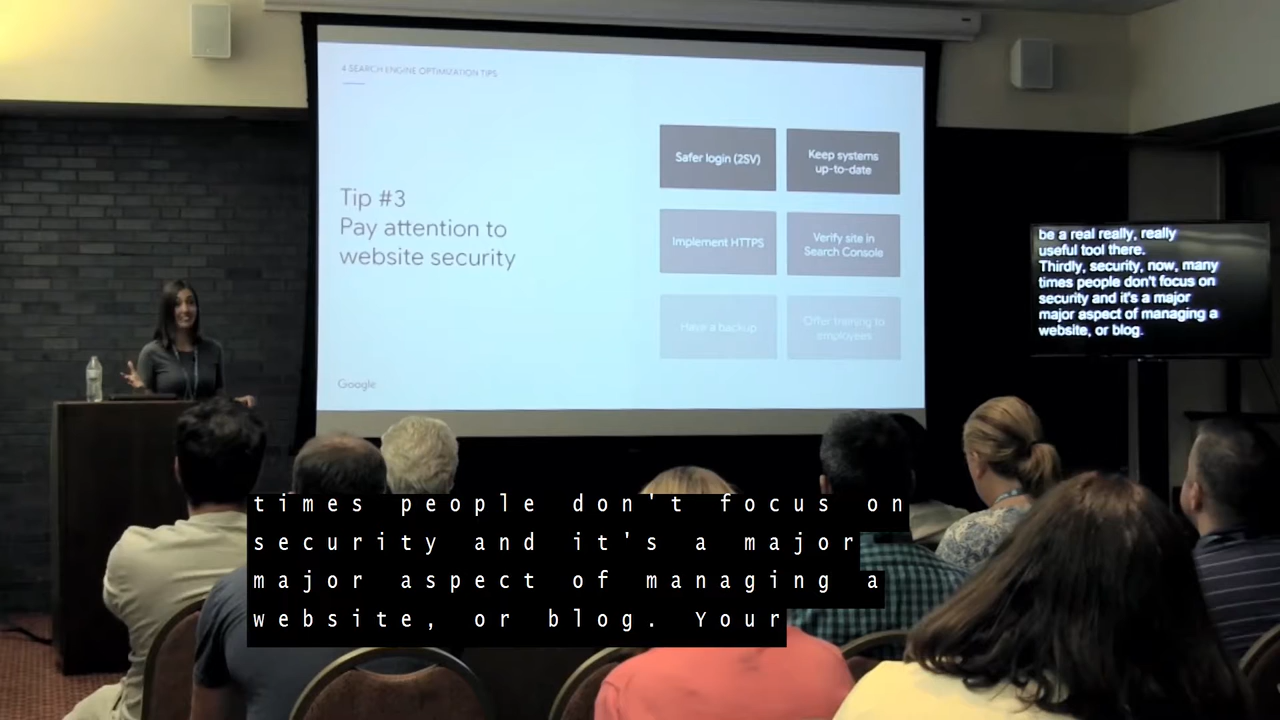 4 SEARCH ENGINE OPTIMIZATION TIPS
Tip #3
Pay attention to
website security
Safer login (2SV)
Keep systems
up-to-date
Implement HTTPS
Verify site in
Search Console
Have a backup
Offer training to
employees
Google
be a real really, really
useful tool there.
Thirdly, security, now, many
times people don't focus on
security and it's a major
major aspect of managing a
website, or blog.
times people don't focus on
security and it's a major
major aspect of managing a
website, or blog. Your